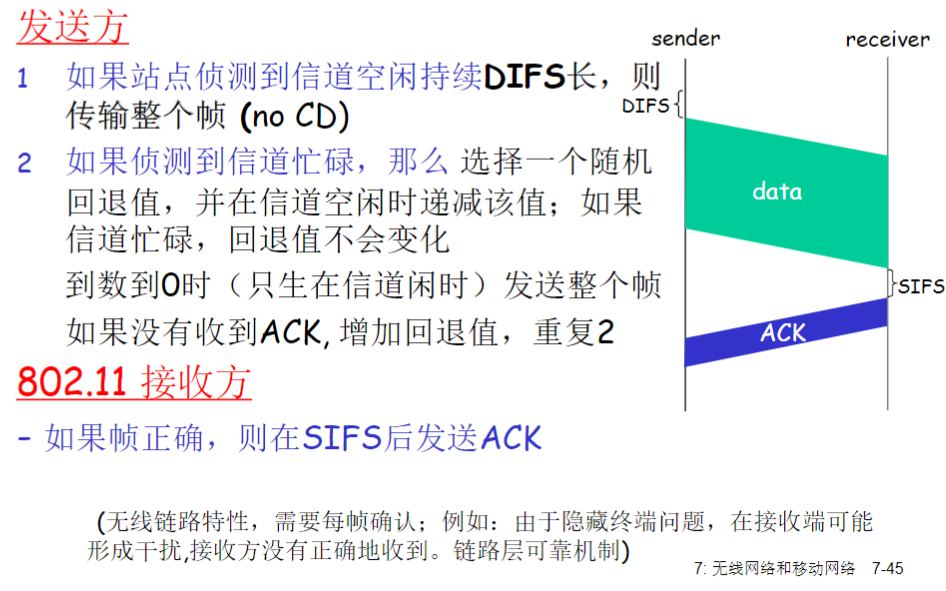 发送方
1 如果站点侦测到信道空闲持续DIFS长，则
传输整个帧 (no CD)
2 如果侦测到信道忙碌，那么 选择一个随机
回退值，并在信道空闲时递减该值；如果
信道忙碌，回退值不会变化
到数到0时（只生在信道闲时）发送整个帧
如果没有收到ACK, 增加回退值，重复2
802.11 接收方
- 如果帧正确，则在SIFS后发送ACK
(无线链路特性，需要每帧确认；例如：由于隐藏终端问题，在接收端可能
形成干扰,接收方没有正确地收到。链路层可靠机制)
sender
receiver
DIFS
data
SIFS
ACK
7: 无线网络和移动网络 7-45